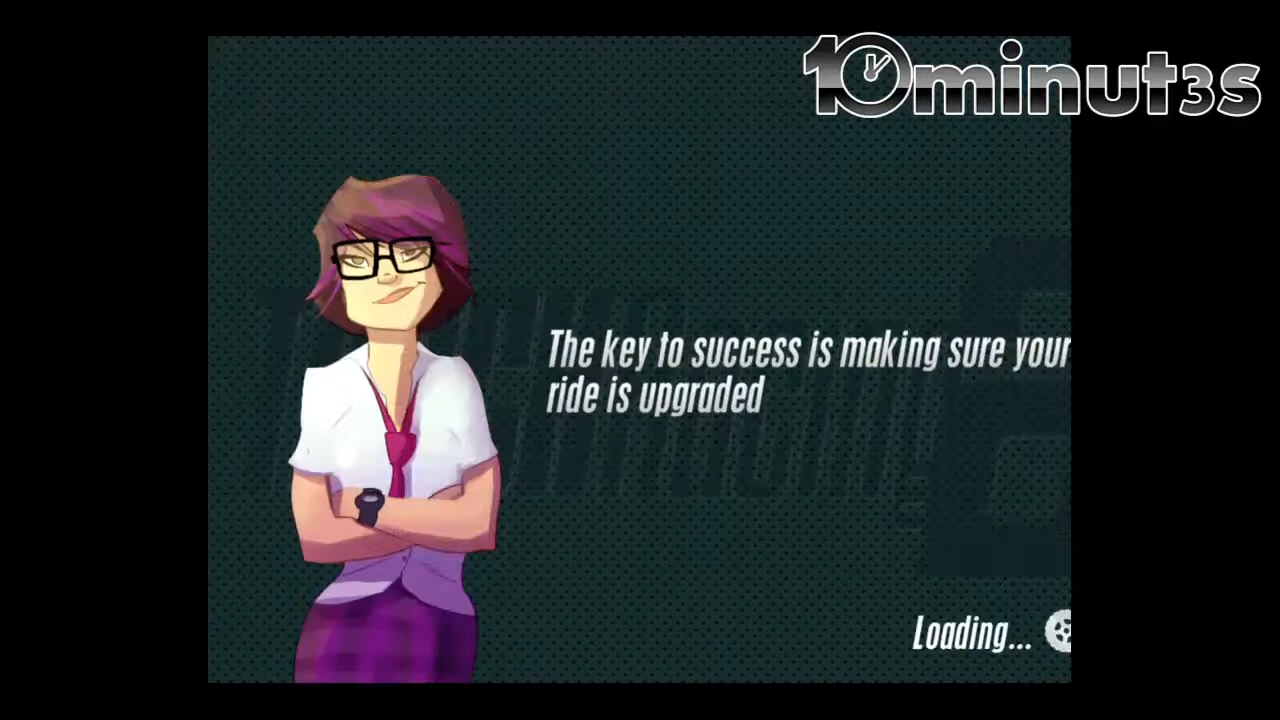 10minut3s
The key to success is making sure your
ride is upgraded
Loading...